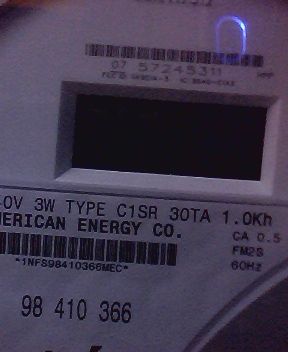 07 57245311
40V 3W TYPE C1SR 30TA 1.0Kh
MERICAN ENERGY CO.
CA 0.5
*1NFS98410366MEC*
FM2S
60Hz
98 410 366